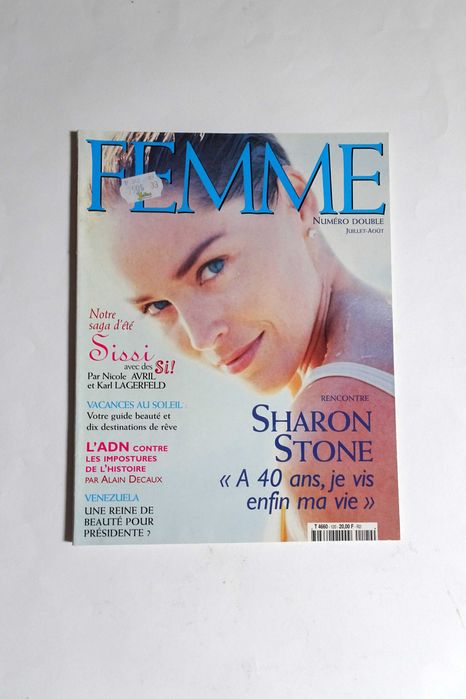 FEMME
NUMÉRO DOUBLE
JUILLET-AOÛT
Notre
saga d'été
Sissi
avec des Si!
Par Nicole AVRIL
et Karl LAGERFELD
VACANCES AU SOLEIL
Votre guide beauté et
dix destinations de rêve
L'ADN CONTRE
LES IMPOSTURES
DE L'HISTOIRE
PAR ALAIN DECAUX
VENEZUELA
UNE REINE DE
BEAUTÉ POUR
PRÉSIDENTE ?
RENCONTRE
SHARON
STONE
« A 40 ans, je vis
enfin ma vie »
T 4660 - 120 - 20,00 F - RD